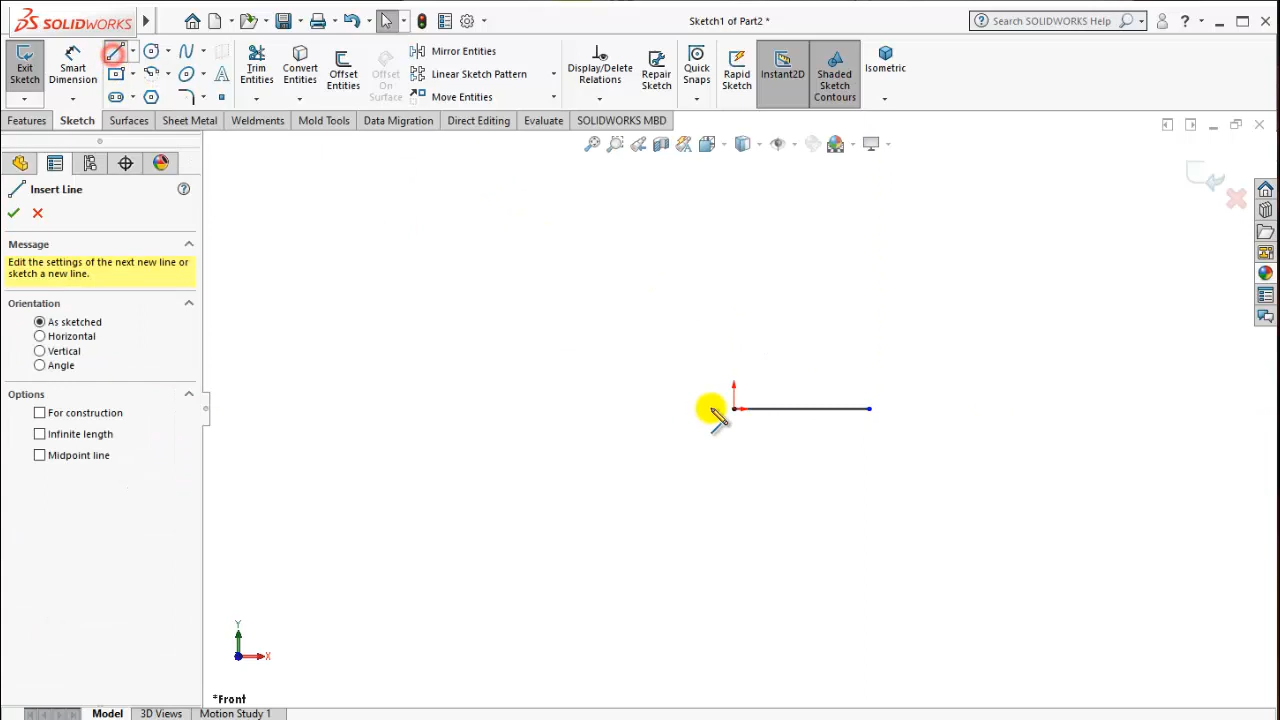 SOLIDWORKS
Sketch1 of Part2 *
Search SOLIDWORKS Help
Exit Sketch
Smart Dimension
Trim Entities
Convert Entities
Offset Entities
Offset On Surface
Mirror Entities
Linear Sketch Pattern
Move Entities
Display/Delete Relations
Repair Sketch
Quick Snaps
Rapid Sketch
Instant2D
Shaded Sketch Contours
Isometric
Features
Sketch
Surfaces
Sheet Metal
Weldments
Mold Tools
Data Migration
Direct Editing
Evaluate
SOLIDWORKS MBD
Insert Line
Message
Edit the settings of the next new line or
sketch a new line.
Orientation
As sketched
Horizontal
Vertical
Angle
Options
For construction
Infinite length
Midpoint line
Y
X
*Front
Model
3D Views
Motion Study 1